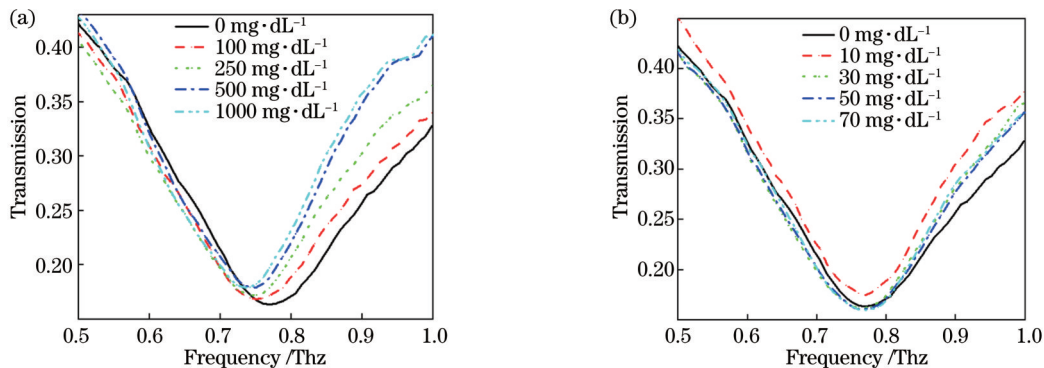 (a)
0 mg·dL⁻¹
100 mg·dL⁻¹
250 mg·dL⁻¹
500 mg·dL⁻¹
1000 mg·dL⁻¹
Transmission
0.40
0.35
0.30
0.25
0.20
0.5 0.6 0.7 0.8 0.9 1.0
Frequency /Thz
(b)
0 mg·dL⁻¹
10 mg·dL⁻¹
30 mg·dL⁻¹
50 mg·dL⁻¹
70 mg·dL⁻¹
Transmission
0.40
0.35
0.30
0.25
0.20
0.5 0.6 0.7 0.8 0.9 1.0
Frequency /Thz